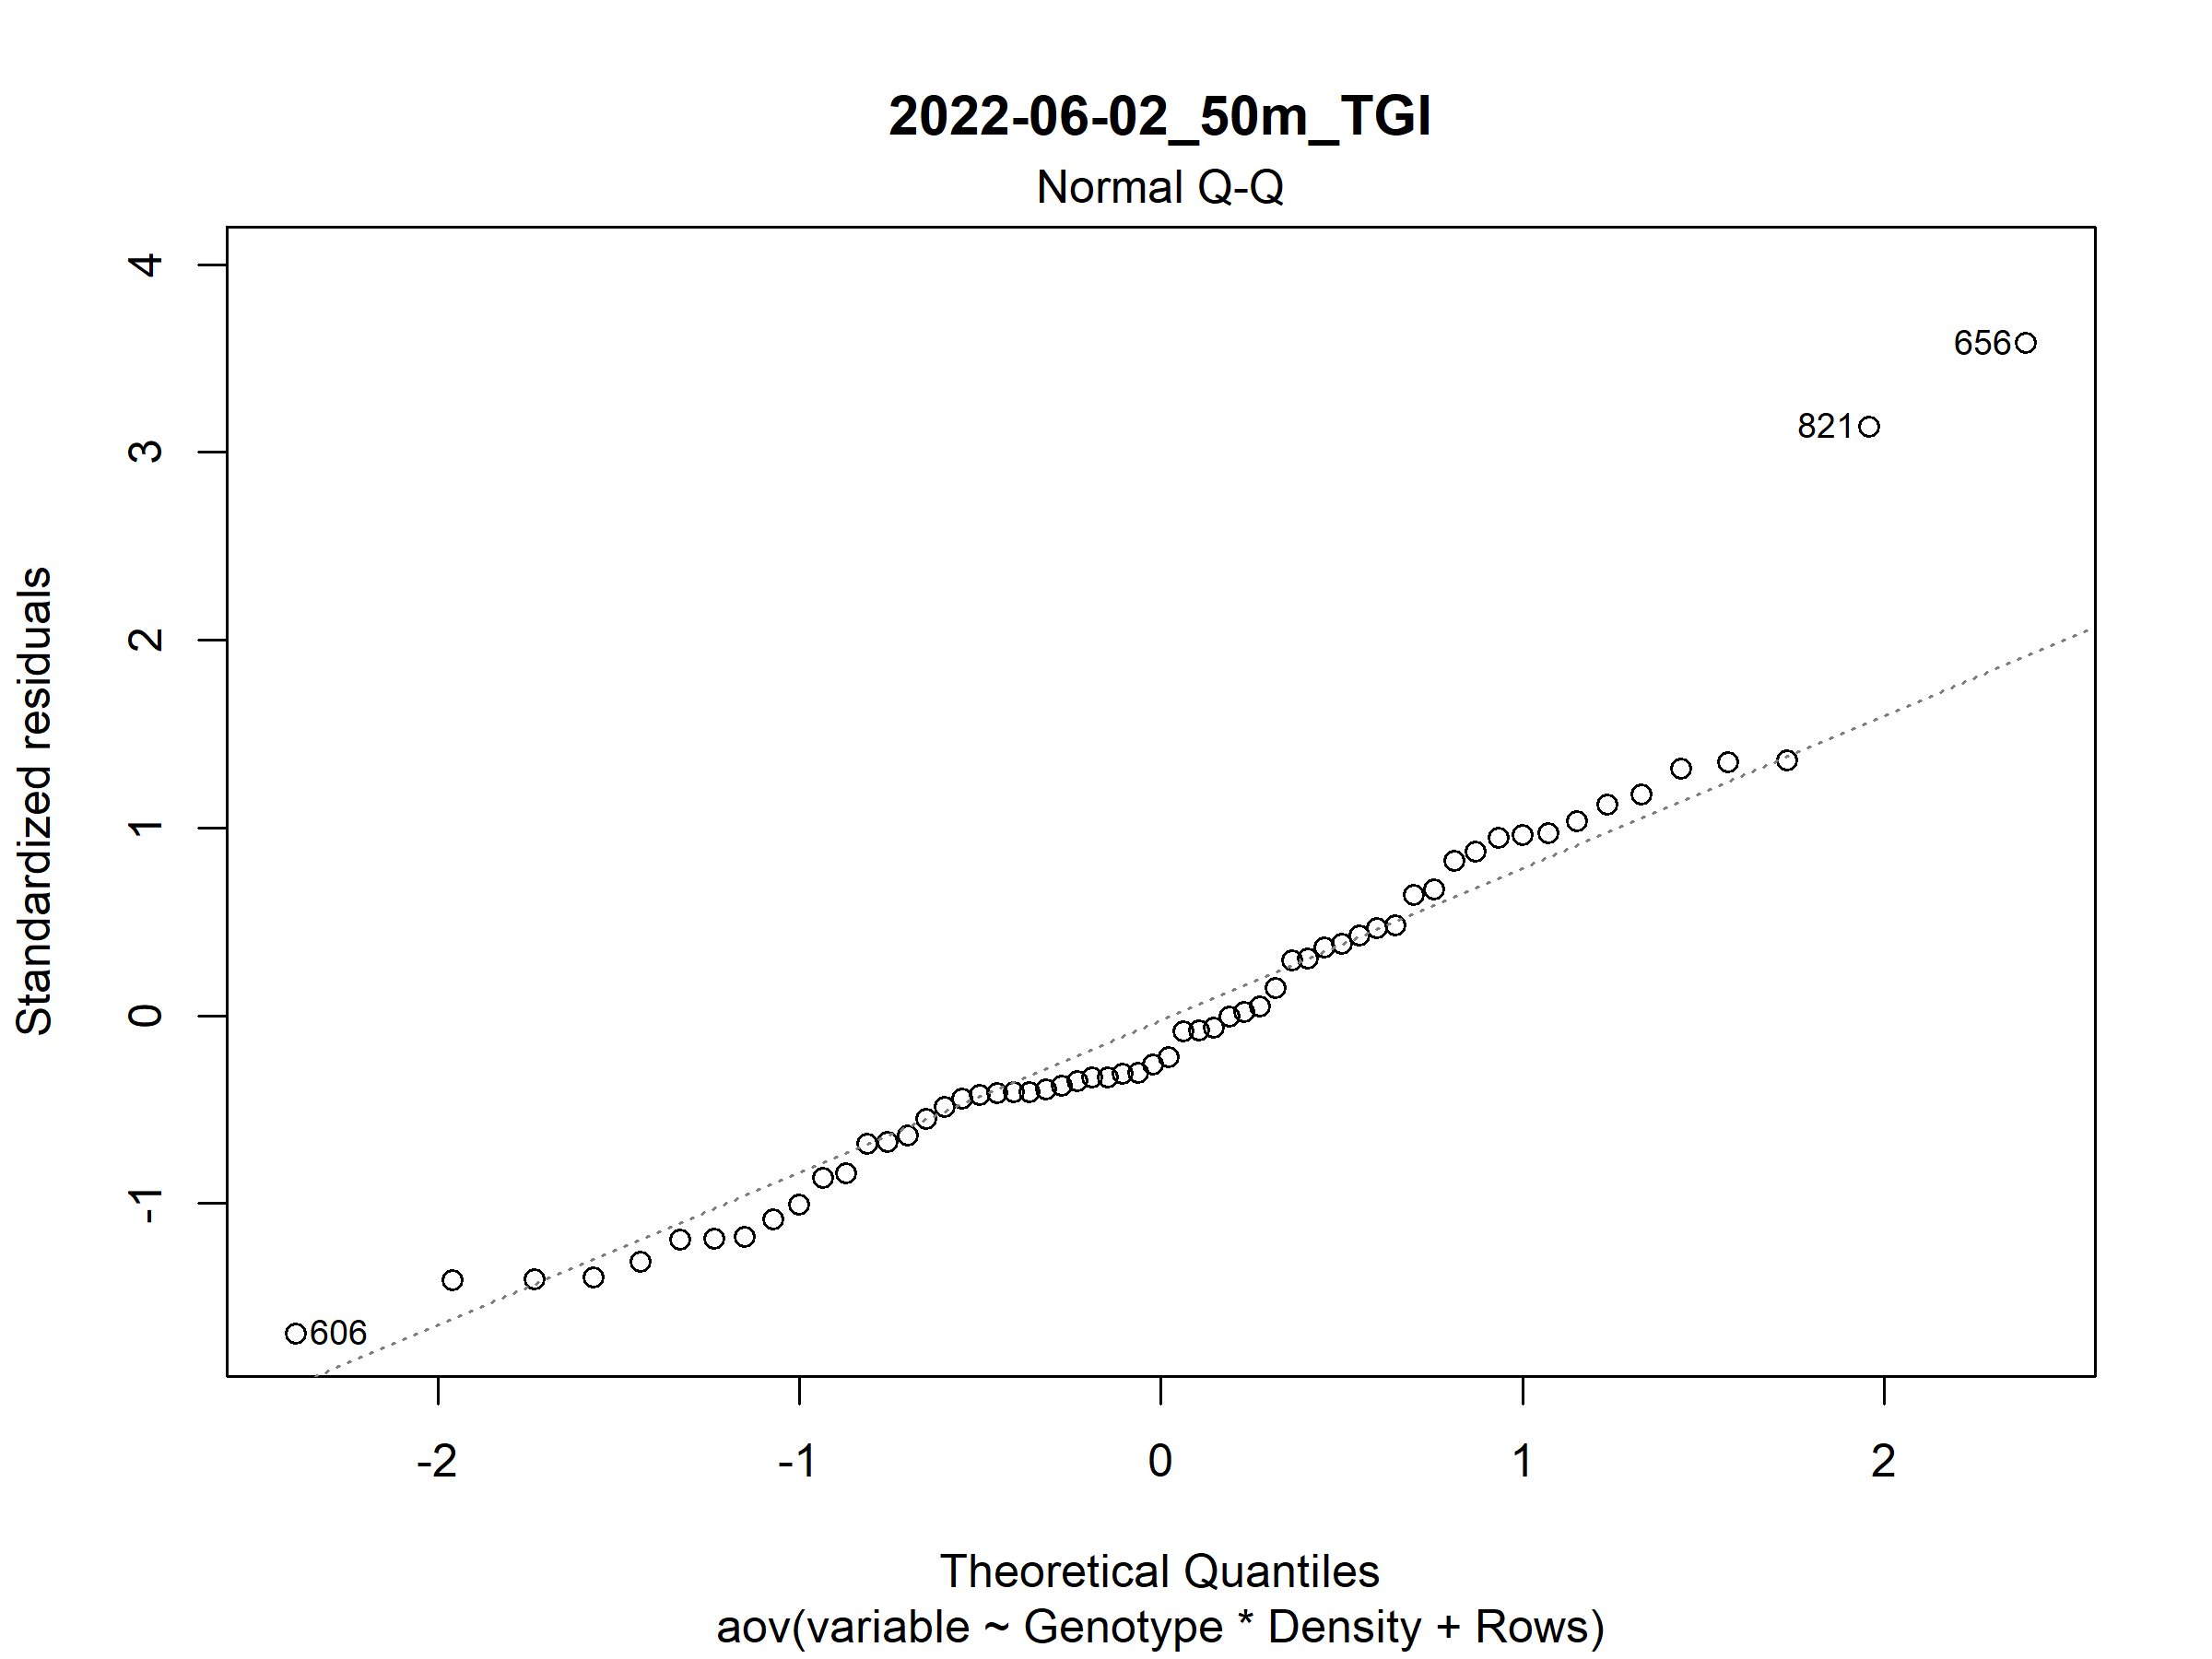 2022-06-02_50m_TGI
Normal Q-Q
4
3
2
1
0
-1
Standardized residuals
656
821
606
-2
-1
0
1
2
Theoretical Quantiles
aov(variable ~ Genotype * Density + Rows)